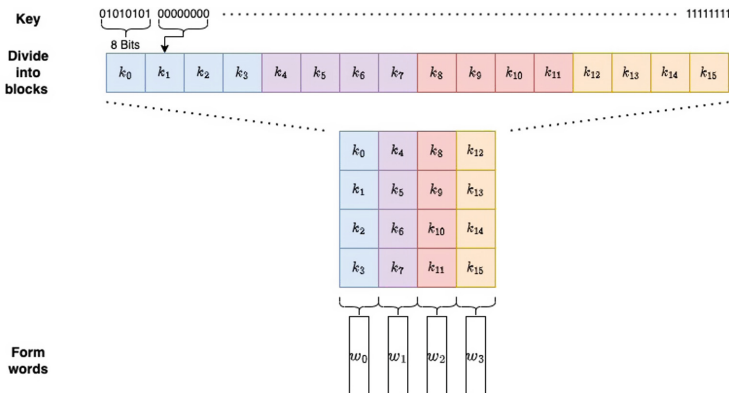 Key 01010101 00000000 11111111
8 Bits
Divide into blocks
k0 k1 k2 k3 k4 k5 k6 k7 k8 k9 k10 k11 k12 k13 k14 k15
k0 k4 k8 k12
k1 k5 k9 k13
k2 k6 k10 k14
k3 k7 k11 k15
Form words
w0 w1 w2 w3